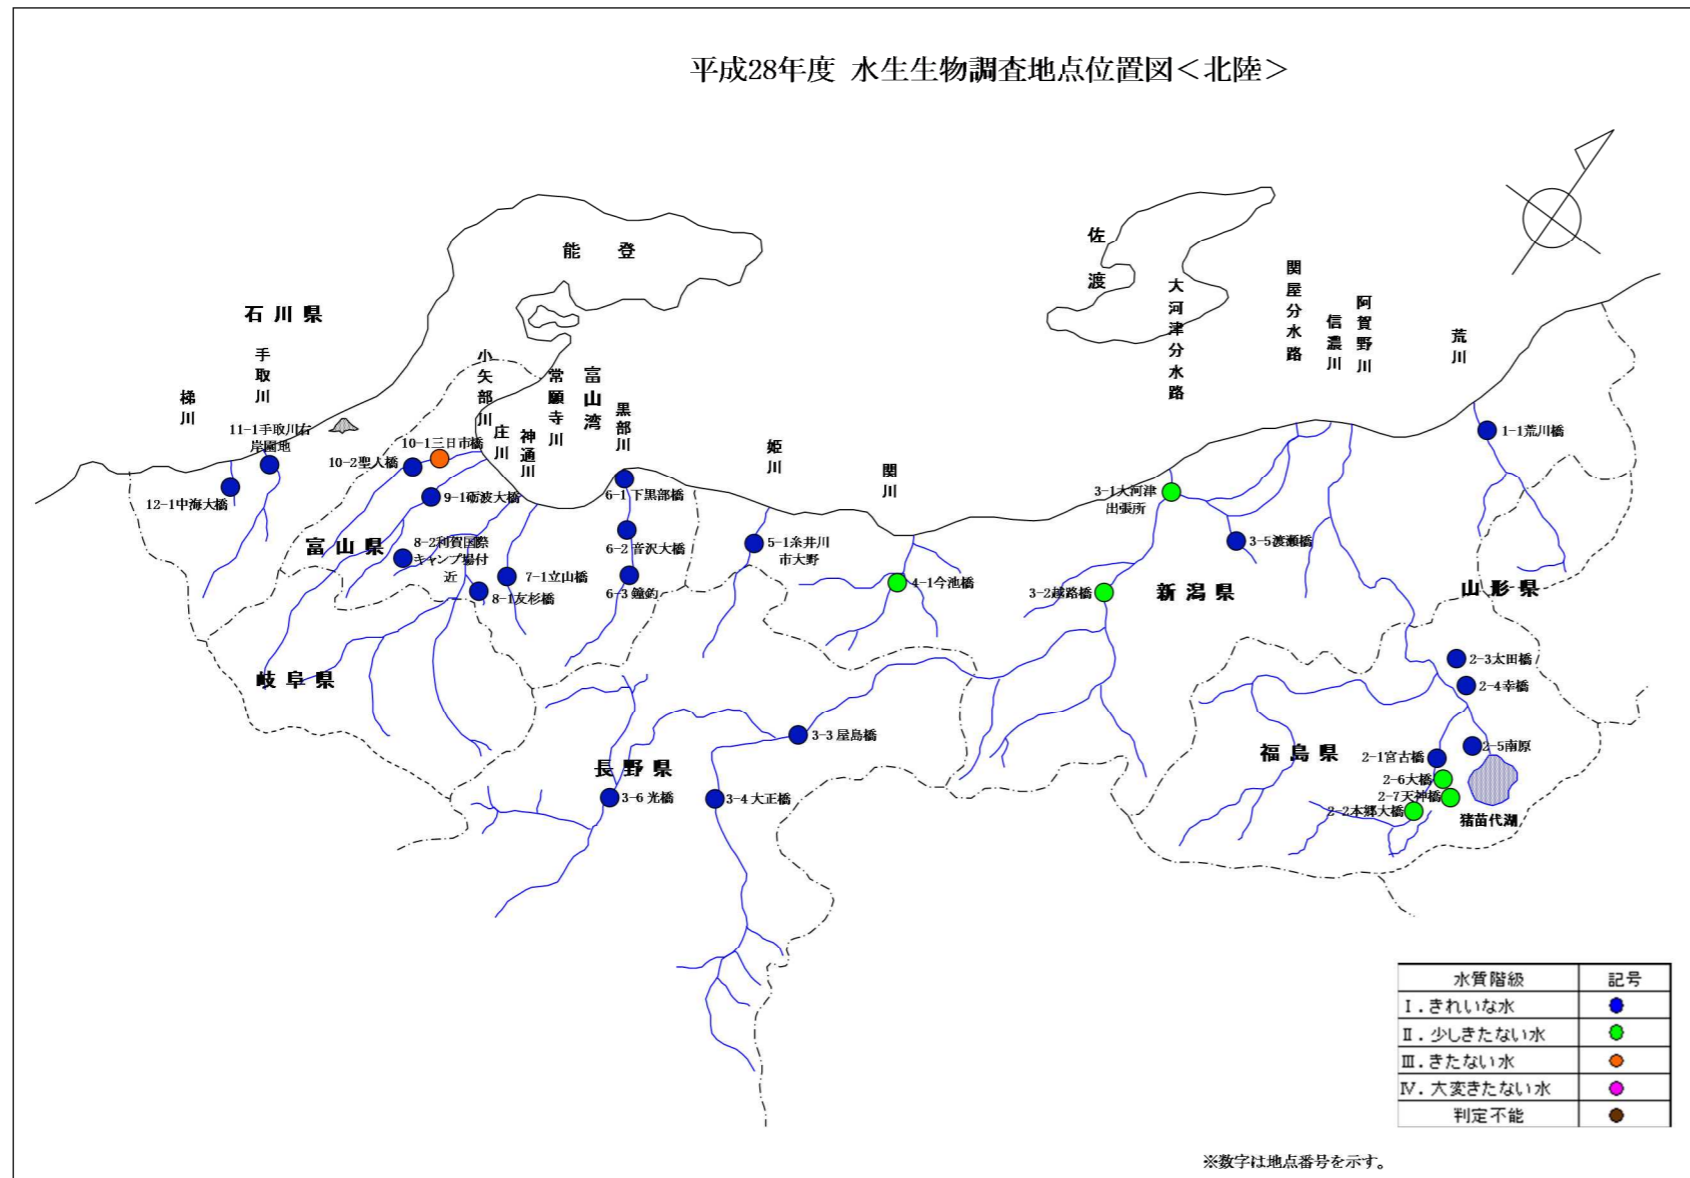 平成28年度 水生生物調査地点位置図＜北陸＞
能 登
佐渡
石川県
手取川
梯川
小矢部川
庄川
神通川
常願寺川
富山湾
黒部川
姫川
関川
大河津分水路
関屋分水路
信濃川
阿賀野川
荒川
11-1手取川右
岸園地
12-1中海大橋
10-1三日市橋
10-2聖人橋
9-1砺波大橋
富山県
8-2利賀国際
キャンプ場付
近
7-1立山橋
8-1友杉橋
6-1下黒部橋
6-2 音沢大橋
6-3 鐘釣
5-1糸井川
市大野
4-1今池橋
3-1大河津
出張所
3-5渡瀬橋
3-2越路橋
新潟県
1-1荒川橋
山形県
2-3太田橋
2-4幸橋
岐阜県
3-3 屋島橋
長野県
3-6 光橋
3-4 大正橋
福島県
2-1宮古橋
2-5南原
2-6大橋
2-7天神橋
2-2本郷大橋
猪苗代湖
水質階級 記号
Ⅰ．きれいな水
Ⅱ．少しきたない水
Ⅲ．きたない水
Ⅳ．大変きたない水
判定不能
※数字は地点番号を示す。